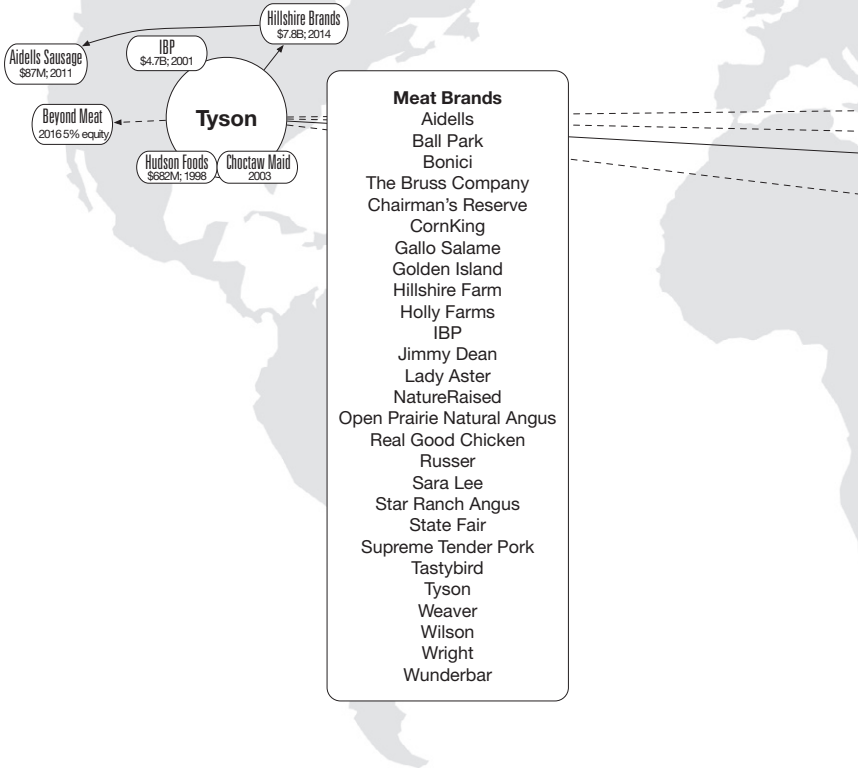 Hillshire Brands
$7.8B; 2014
IBP
$4.7B; 2001
Aidells Sausage
$87M; 2011
Beyond Meat
2016 5% equity
Tyson
Hudson Foods
$682M; 1998
Choctaw Maid
2003
Meat Brands
Aidells
Ball Park
Bonici
The Bruss Company
Chairman's Reserve
CornKing
Gallo Salame
Golden Island
Hillshire Farm
Holly Farms
IBP
Jimmy Dean
Lady Aster
NatureRaised
Open Prairie Natural Angus
Real Good Chicken
Russer
Sara Lee
Star Ranch Angus
State Fair
Supreme Tender Pork
Tastybird
Tyson
Weaver
Wilson
Wright
Wunderbar